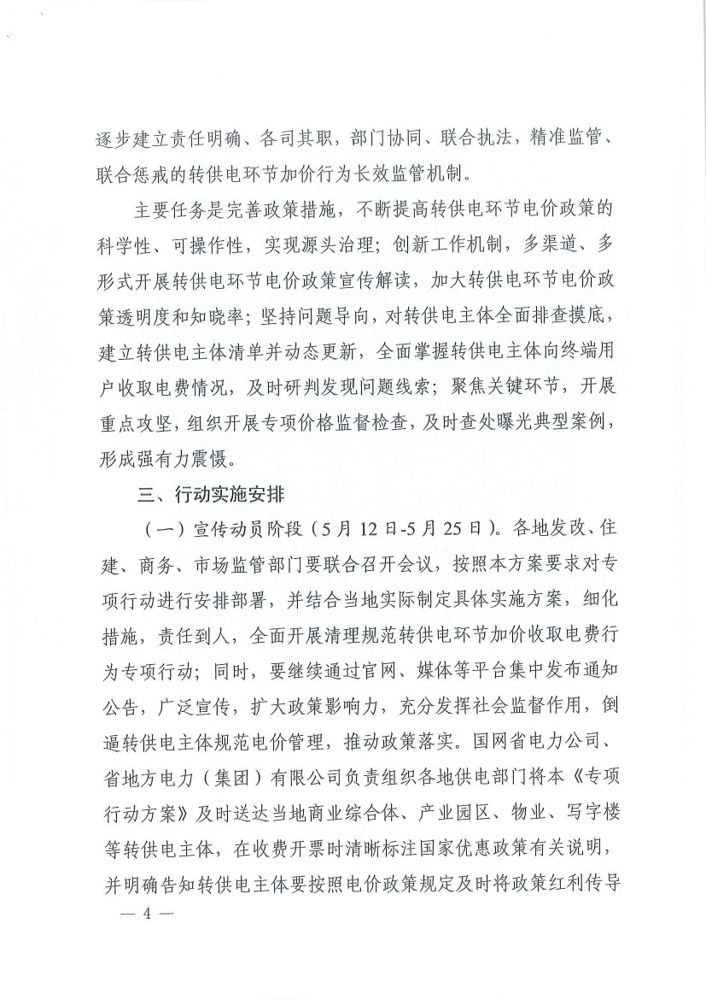 逐步建立责任明确、各司其职，部门协同、联合执法，精准监管、
联合惩戒的转供电环节加价行为长效监管机制。
主要任务是完善政策措施，不断提高转供电环节电价政策的
科学性、可操作性，实现源头治理；创新工作机制，多渠道、多
形式开展转供电环节电价政策宣传解读，加大转供电环节电价政
策透明度和知晓率；坚持问题导向，对转供电主体全面排查摸底，
建立转供电主体清单并动态更新，全面掌握转供电主体向终端用
户收取电费情况，及时研判发现问题线索；聚焦关键环节，开展
重点攻坚，组织开展专项价格监督检查，及时查处曝光典型案例，
形成强有力震慑。
三、行动实施安排
（一）宣传动员阶段（5月12日-5月25日）。各地发改、住
建、商务、市场监管部门要联合召开会议，按照本方案要求对专
项行动进行安排部署，并结合当地实际制定具体实施方案，细化
措施，责任到人，全面开展清理规范转供电环节加价收取电费行
为专项行动；同时，要继续通过官网、媒体等平台集中发布通知
公告，广泛宣传，扩大政策影响力，充分发挥社会监督作用，倒
逼转供电主体规范电价管理，推动政策落实。国网省电力公司、
省地方电力（集团）有限公司负责组织各地供电部门将本《专项
行动方案》及时送达当地商业综合体、产业园区、物业、写字楼
等转供电主体，在收费开票时清晰标注国家优惠政策有关说明，
并明确告知转供电主体要按照电价政策规定及时将政策红利传导
— 4 —